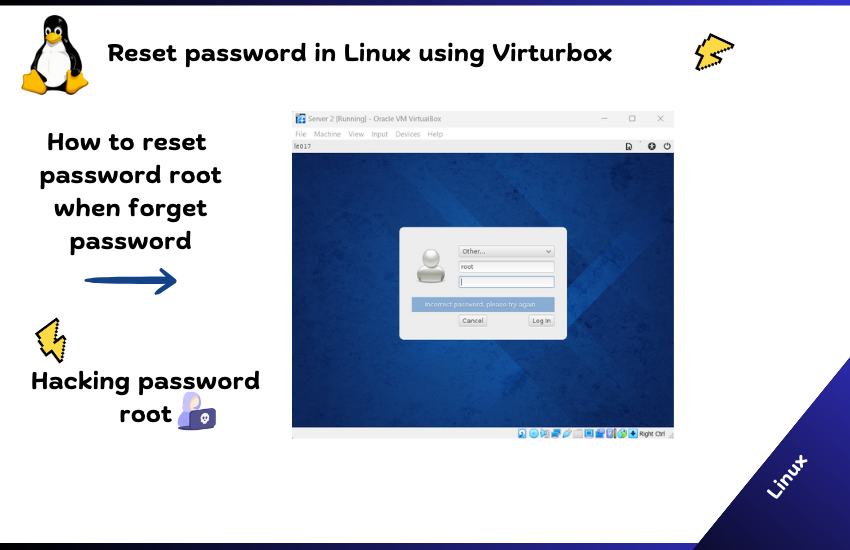 Reset password in Linux using Virturbox
How to reset
password root
when forget
password
Server 2 [Running] - Oracle VM VirtualBox
File Machine View Input Devices Help
le017
Other...
root
Incorrect password, please try again.
Cancel Log In
Right Ctrl
Hacking password
root
Linux